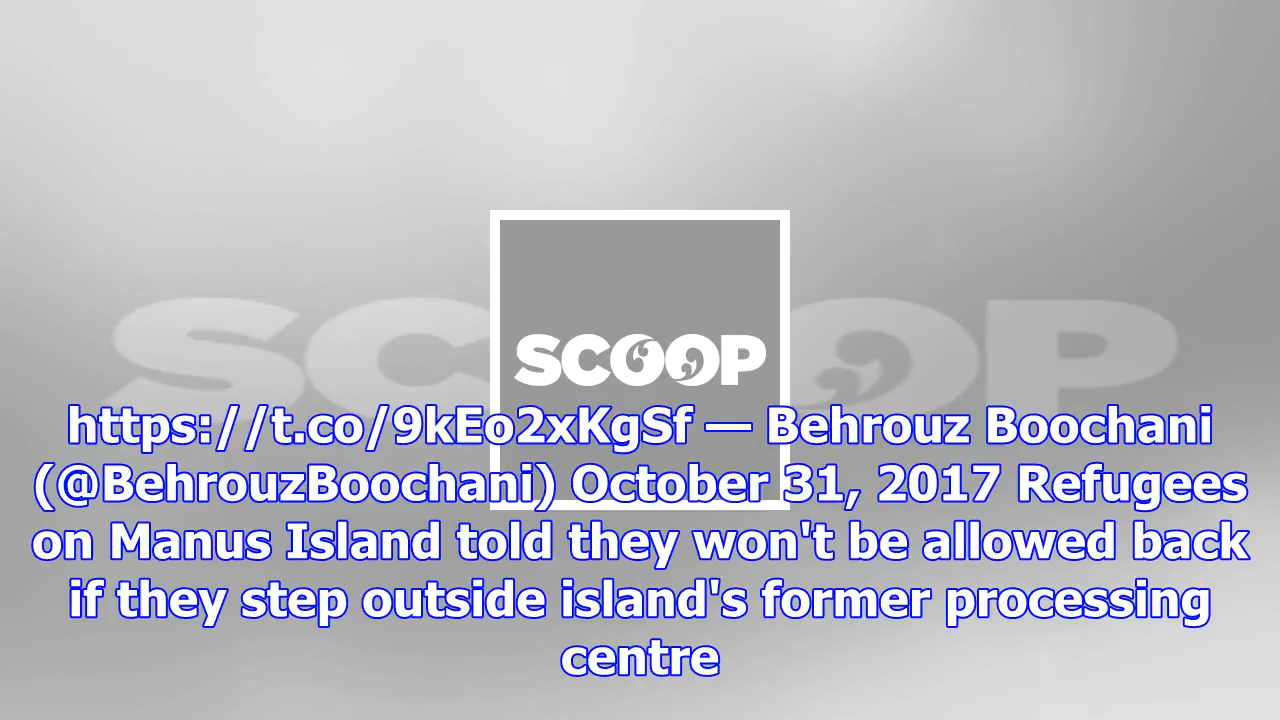 SCOOP
SCOOP
https://t.co/9kEo2xKgSf — Behrouz Boochani
(@BehrouzBoochani) October 31, 2017 Refugees
on Manus Island told they won't be allowed back
if they step outside island's former processing
centre